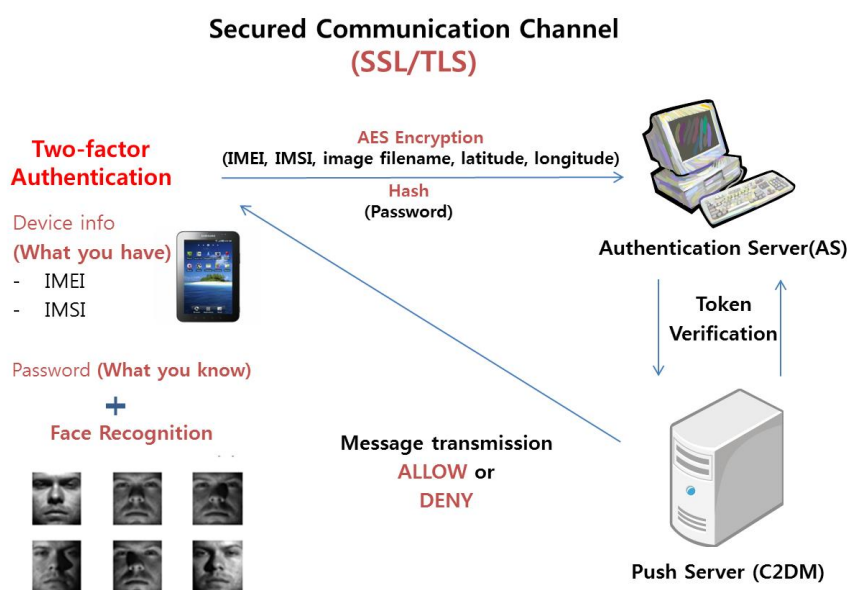 Secured Communication Channel
(SSL/TLS)
Two-factor
Authentication
Device info
(What you have)
- IMEI
- IMSI
Password (What you know)
+
Face Recognition
AES Encryption
(IMEI, IMSI, image filename, latitude, longitude)
Hash
(Password)
Authentication Server(AS)
Token
Verification
Message transmission
ALLOW or
DENY
Push Server (C2DM)